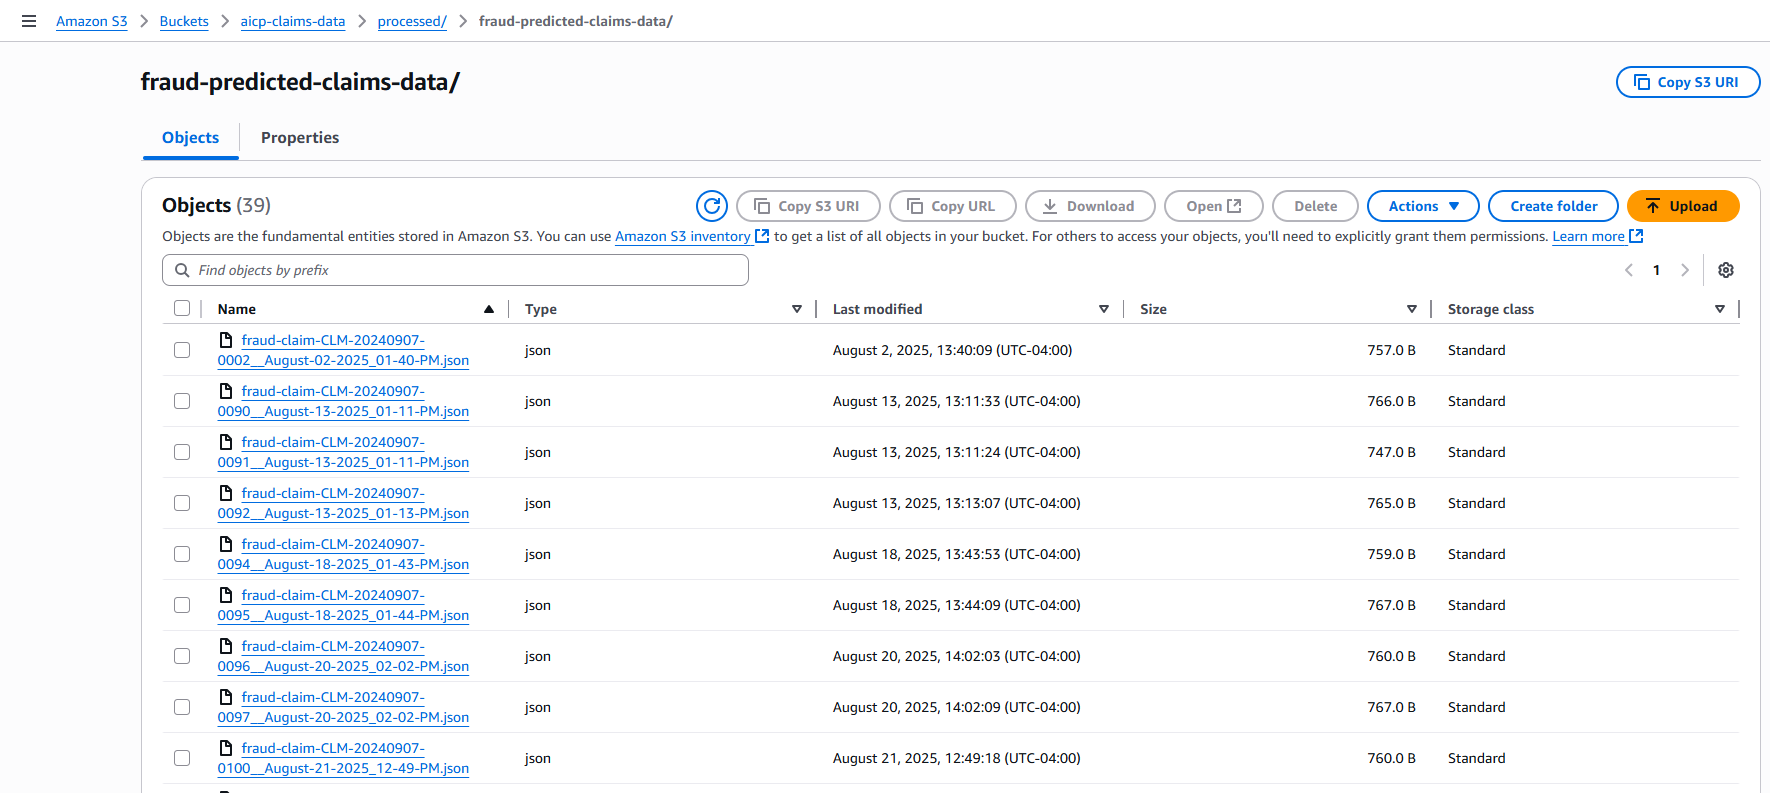 Amazon S3 > Buckets > aicp-claims-data > processed/ > fraud-predicted-claims-data/
fraud-predicted-claims-data/
Copy S3 URI
Objects Properties
Objects (39)
Copy S3 URI Copy URL Download Open Delete Actions Create folder Upload
Objects are the fundamental entities stored in Amazon S3. You can use Amazon S3 inventory to get a list of all objects in your bucket. For others to access your objects, you'll need to explicitly grant them permissions. Learn more
Find objects by prefix
1
Name Type Last modified Size Storage class
fraud-claim-CLM-20240907-
0002__August-02-2025_01-40-PM.json
json August 2, 2025, 13:40:09 (UTC-04:00) 757.0 B Standard
fraud-claim-CLM-20240907-
0090__August-13-2025_01-11-PM.json
json August 13, 2025, 13:11:33 (UTC-04:00) 766.0 B Standard
fraud-claim-CLM-20240907-
0091__August-13-2025_01-11-PM.json
json August 13, 2025, 13:11:24 (UTC-04:00) 747.0 B Standard
fraud-claim-CLM-20240907-
0092__August-13-2025_01-13-PM.json
json August 13, 2025, 13:13:07 (UTC-04:00) 765.0 B Standard
fraud-claim-CLM-20240907-
0094__August-18-2025_01-43-PM.json
json August 18, 2025, 13:43:53 (UTC-04:00) 759.0 B Standard
fraud-claim-CLM-20240907-
0095__August-18-2025_01-44-PM.json
json August 18, 2025, 13:44:09 (UTC-04:00) 767.0 B Standard
fraud-claim-CLM-20240907-
0096__August-20-2025_02-02-PM.json
json August 20, 2025, 14:02:03 (UTC-04:00) 760.0 B Standard
fraud-claim-CLM-20240907-
0097__August-20-2025_02-02-PM.json
json August 20, 2025, 14:02:09 (UTC-04:00) 767.0 B Standard
fraud-claim-CLM-20240907-
0100__August-21-2025_12-49-PM.json
json August 21, 2025, 12:49:18 (UTC-04:00) 760.0 B Standard